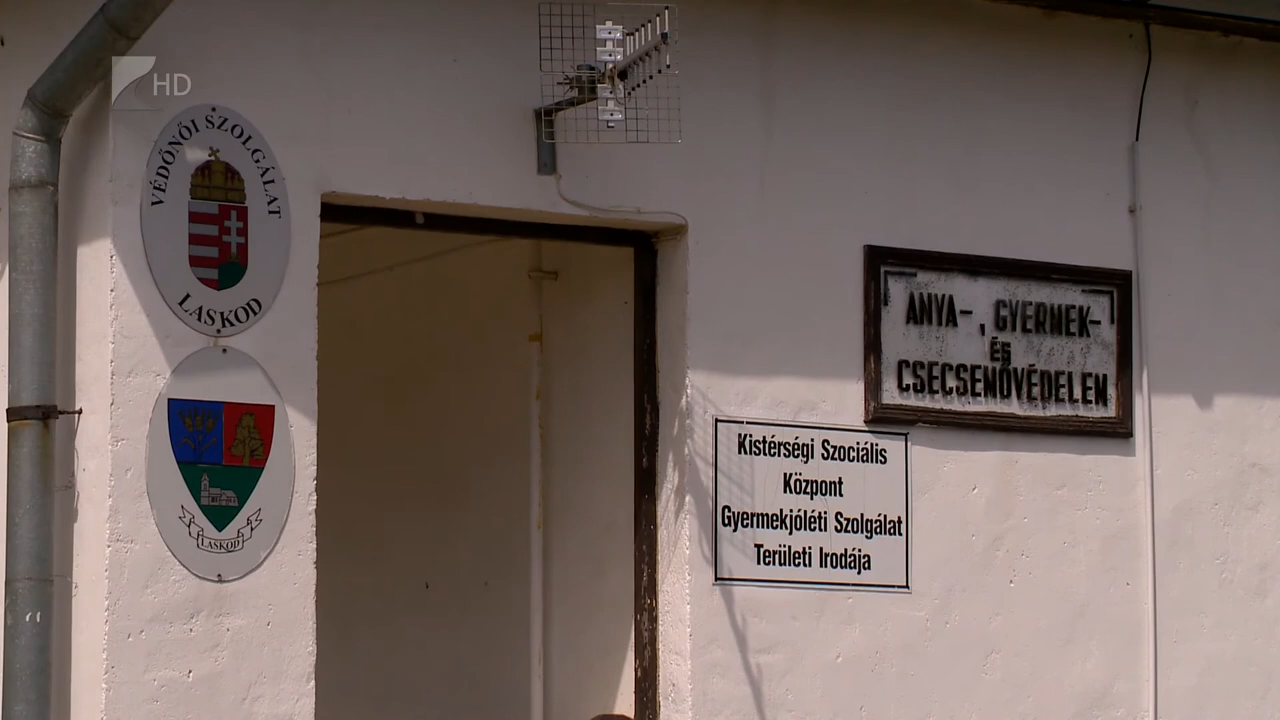 HD
VÉDŐNŐI SZOLGÁLAT
LASKOD
LASKOD
ANYA-, GYERMEK-
ÉS
CSECSEMŐVÉDELEM
Kistérségi Szociális
Központ
Gyermekjóléti Szolgálat
Területi Irodája